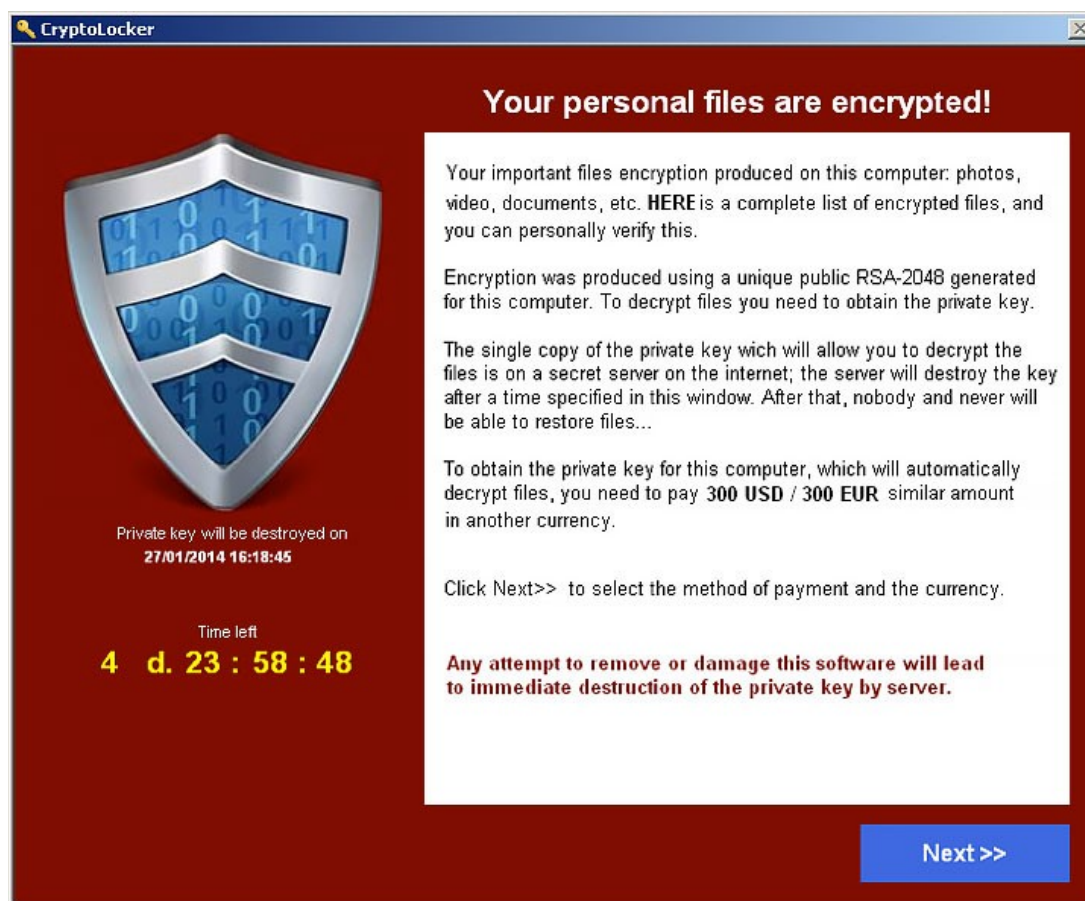 CryptoLocker
Your personal files are encrypted!
Your important files encryption produced on this computer: photos,
video, documents, etc. HERE is a complete list of encrypted files, and
you can personally verify this.
Encryption was produced using a unique public RSA-2048 generated
for this computer. To decrypt files you need to obtain the private key.
The single copy of the private key wich will allow you to decrypt the
files is on a secret server on the internet; the server will destroy the key
after a time specified in this window. After that, nobody and never will
be able to restore files...
To obtain the private key for this computer, which will automatically
decrypt files, you need to pay 300 USD / 300 EUR similar amount
in another currency.
Click Next>> to select the method of payment and the currency.
Any attempt to remove or damage this software will lead
to immediate destruction of the private key by server.
Private key will be destroyed on
27/01/2014 16:18:45
Time left
4 d. 23 : 58 : 48
Next >>